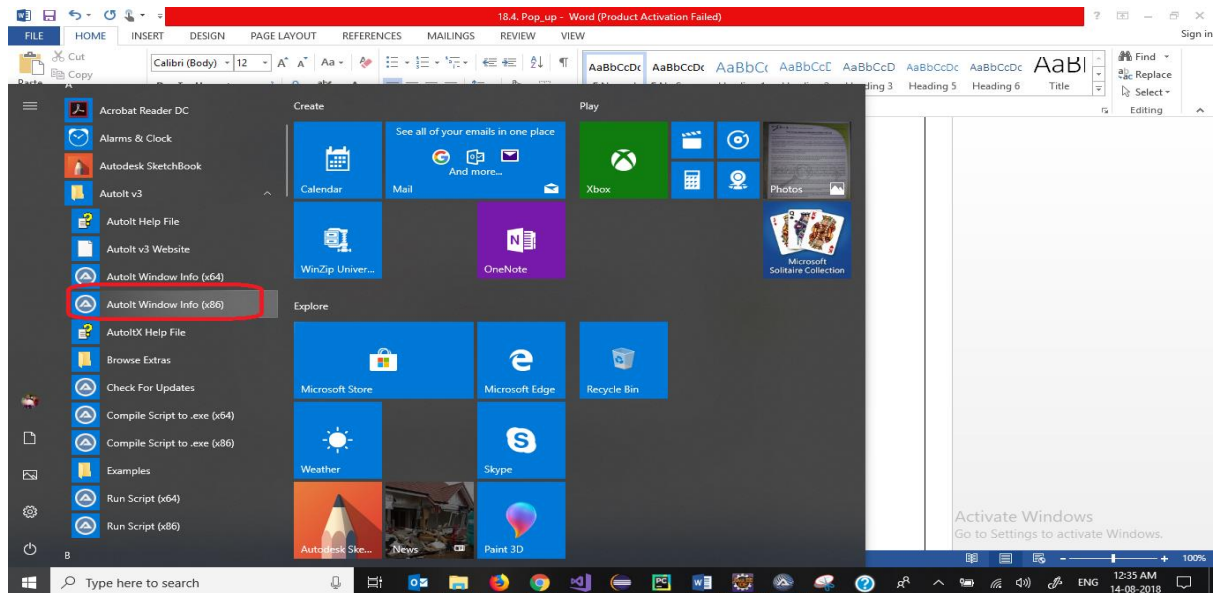 18.4. Pop_up - Word (Product Activation Failed)
FILE HOME INSERT DESIGN PAGE LAYOUT REFERENCES MAILINGS REVIEW VIEW Sign in
Cut
Copy
Calibri (Body) 12
AaBbCcDc AaBbCcDc AaBbCc AaBbCcE AaBbCcD AaBbCcDc AaBbCcDc AaBl
Heading 5 Heading 6 Title
Find
Replace
Select
Editing
A
Acrobat Reader DC
Alarms & Clock
Autodesk SketchBook
AutoIt v3
AutoIt Help File
AutoIt v3 Website
AutoIt Window Info (x64)
AutoIt Window Info (x86)
AutoItX Help File
Browse Extras
Check For Updates
Compile Script to .exe (x64)
Compile Script to .exe (x86)
Examples
Run Script (x64)
Run Script (x86)
B
Create
Calendar
See all of your emails in one place
And more...
Mail
WinZip Univer...
OneNote
Explore
Microsoft Store
Microsoft Edge
Weather
Skype
Autodesk Ske...
News
Paint 3D
Play
Xbox
Photos
Microsoft
Solitaire Collection
Recycle Bin
Activate Windows
Go to Settings to activate Windows.
100%
Type here to search
ENG
12:35 AM
14-08-2018